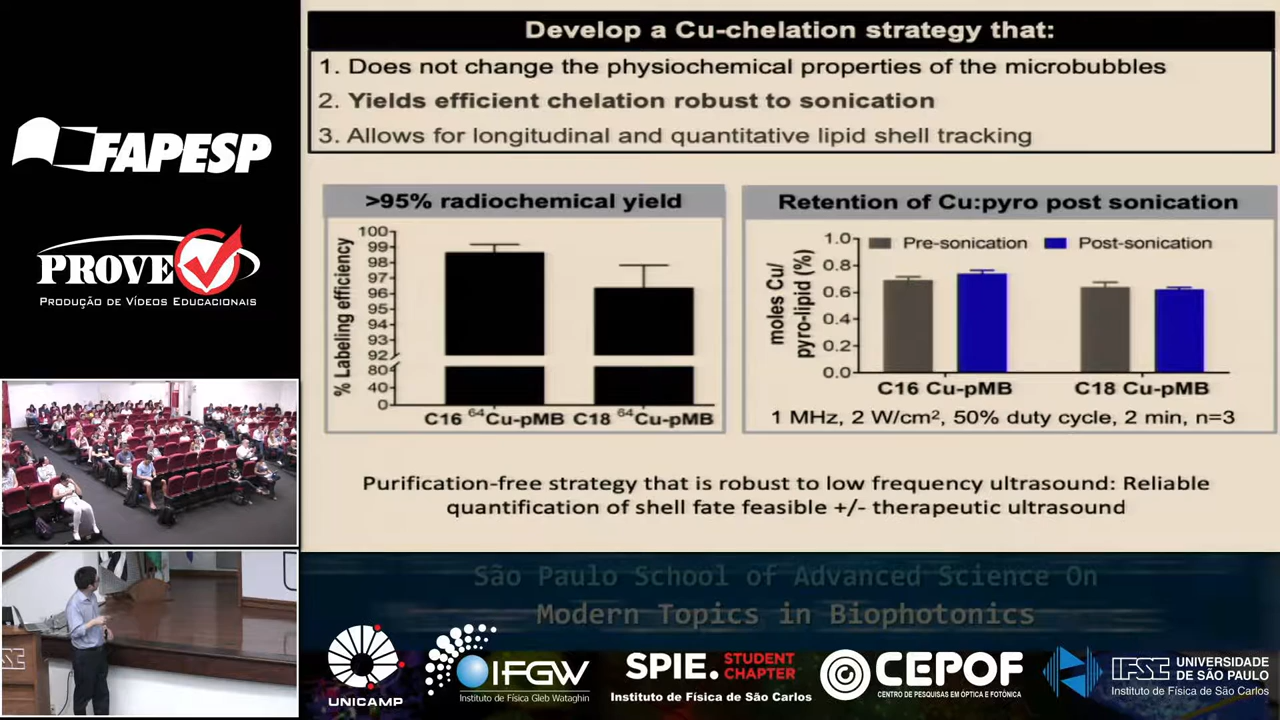 FAPESP
PROVE
PRODUÇÃO DE VÍDEOS EDUCACIONAIS
Develop a Cu-chelation strategy that:
1. Does not change the physiochemical properties of the microbubbles
2. Yields efficient chelation robust to sonication
3. Allows for longitudinal and quantitative lipid shell tracking
>95% radiochemical yield
% Labeling efficiency
100
99
98
97
96
95
94
93
92
80
40
0
C16 ⁶⁴Cu-pMB C18 ⁶⁴Cu-pMB
Retention of Cu:pyro post sonication
Pre-sonication Post-sonication
moles Cu/
pyro-lipid (%)
1.0
0.8
0.6
0.4
0.2
0.0
C16 Cu-pMB C18 Cu-pMB
1 MHz, 2 W/cm², 50% duty cycle, 2 min, n=3
Purification-free strategy that is robust to low frequency ultrasound: Reliable
quantification of shell fate feasible +/- therapeutic ultrasound
São Paulo School of Advanced Science On
Modern Topics in Biophotonics
UNICAMP
IFGW
Instituto de Física Gleb Wataghin
SPIE. STUDENT
CHAPTER
Instituto de Física de São Carlos
CEPOF
CENTRO DE PESQUISAS EM ÓPTICA E FOTÔNICA
IFSC UNIVERSIDADE
DE SÃO PAULO
Instituto de Física de São Carlos